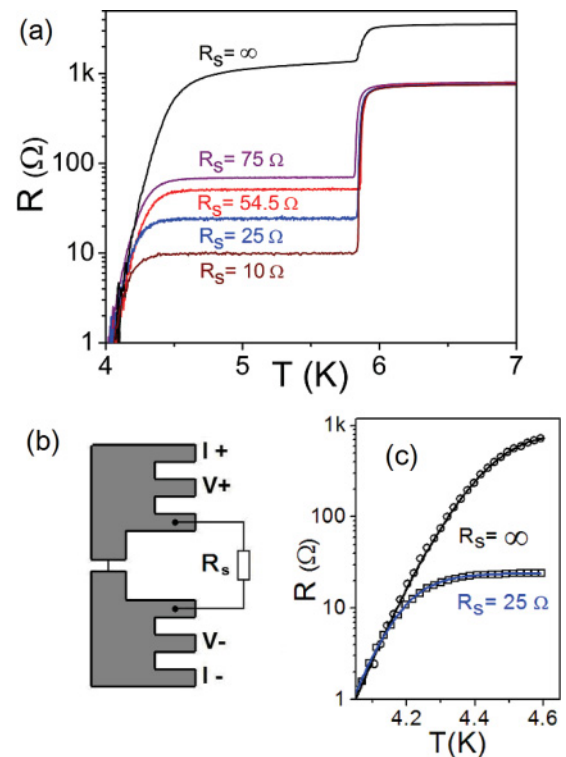 (a)
R_s = ∞
1k
R_s = 75 Ω
100
R_s = 54.5 Ω
R (Ω)
R_s = 25 Ω
10
R_s = 10 Ω
1
4 5 6 7
T (K)
(b)
I +
V+
R_s
V-
I -
(c)
1k
R (Ω)
100
R_s = ∞
10
R_s = 25 Ω
1
4.2 4.4 4.6
T(K)